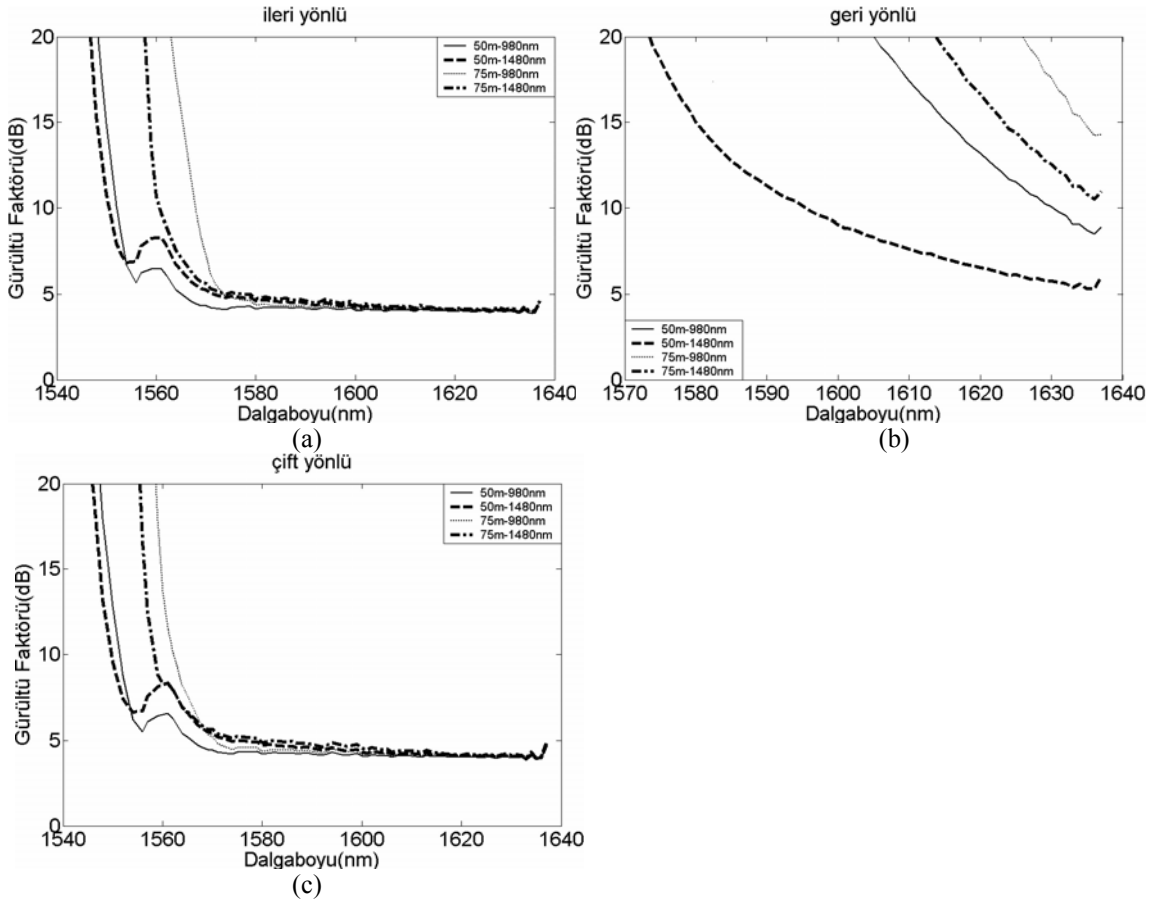 ileri yönlü
Gürültü Faktörü(dB)
20
15
10
5
0
50m-980nm
50m-1480nm
75m-980nm
75m-1480nm
1540 1560 1580 1600 1620 1640
Dalgaboyu(nm)
(a)
geri yönlü
Gürültü Faktörü(dB)
20
15
10
5
0
50m-980nm
50m-1480nm
75m-980nm
75m-1480nm
1570 1580 1590 1600 1610 1620 1630 1640
Dalgaboyu(nm)
(b)
çift yönlü
Gürültü Faktörü(dB)
20
15
10
5
0
50m-980nm
50m-1480nm
75m-980nm
75m-1480nm
1540 1560 1580 1600 1620 1640
Dalgaboyu(nm)
(c)